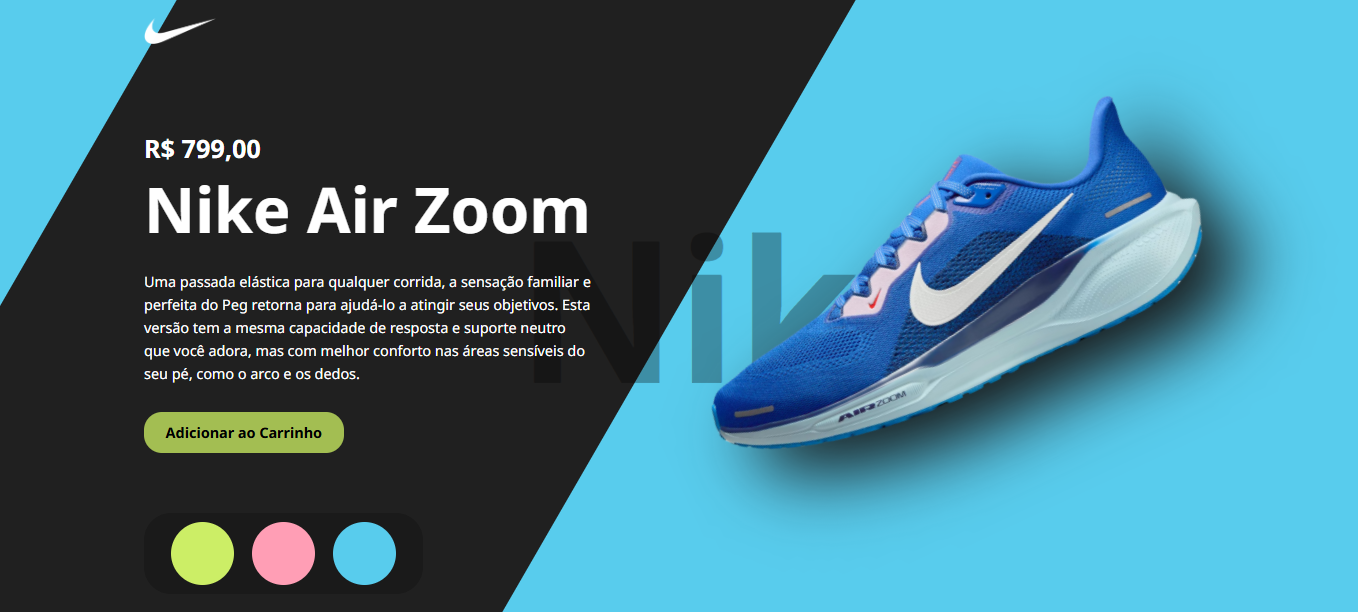 R$ 799,00
Nike Air Zoom
Nik
Uma passada elástica para qualquer corrida, a sensação familiar e
perfeita do Peg retorna para ajudá-lo a atingir seus objetivos. Esta
versão tem a mesma capacidade de resposta e suporte neutro
que você adora, mas com melhor conforto nas áreas sensíveis do
seu pé, como o arco e os dedos.
AIR ZOOM
Adicionar ao Carrinho